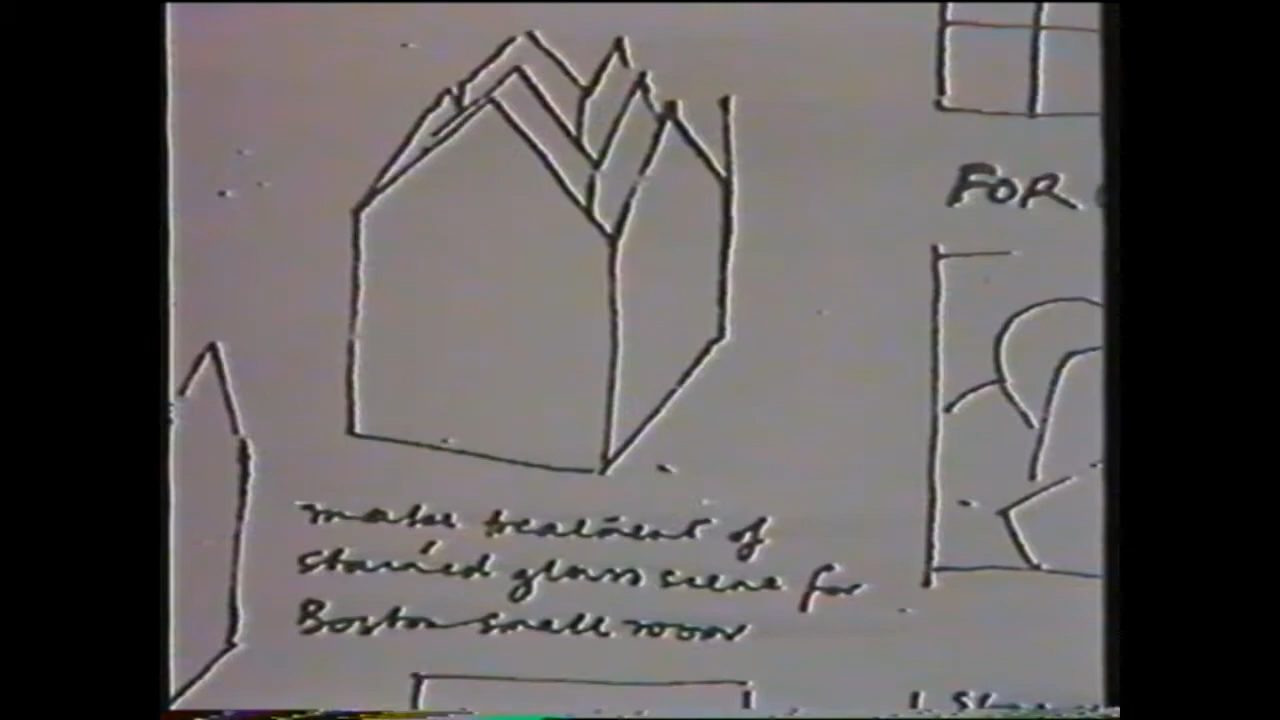 make treatment of
stained glass scene for
Boston small room
FOR